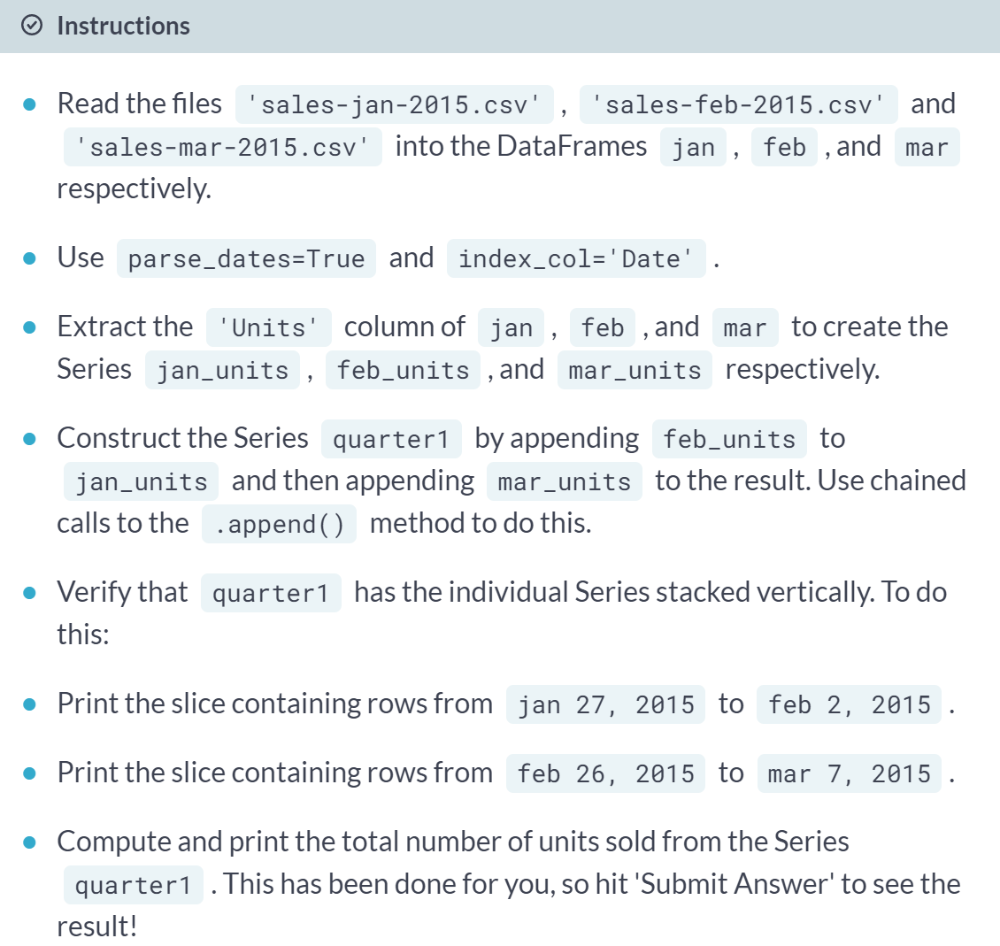 Instructions
Read the files 'sales-jan-2015.csv' , 'sales-feb-2015.csv' and
'sales-mar-2015.csv' into the DataFrames jan , feb , and mar
respectively.
Use parse_dates=True and index_col='Date' .
Extract the 'Units' column of jan , feb , and mar to create the
Series jan_units , feb_units , and mar_units respectively.
Construct the Series quarter1 by appending feb_units to
jan_units and then appending mar_units to the result. Use chained
calls to the .append() method to do this.
Verify that quarter1 has the individual Series stacked vertically. To do
this:
Print the slice containing rows from jan 27, 2015 to feb 2, 2015 .
Print the slice containing rows from feb 26, 2015 to mar 7, 2015 .
Compute and print the total number of units sold from the Series
quarter1 . This has been done for you, so hit 'Submit Answer' to see the
result!